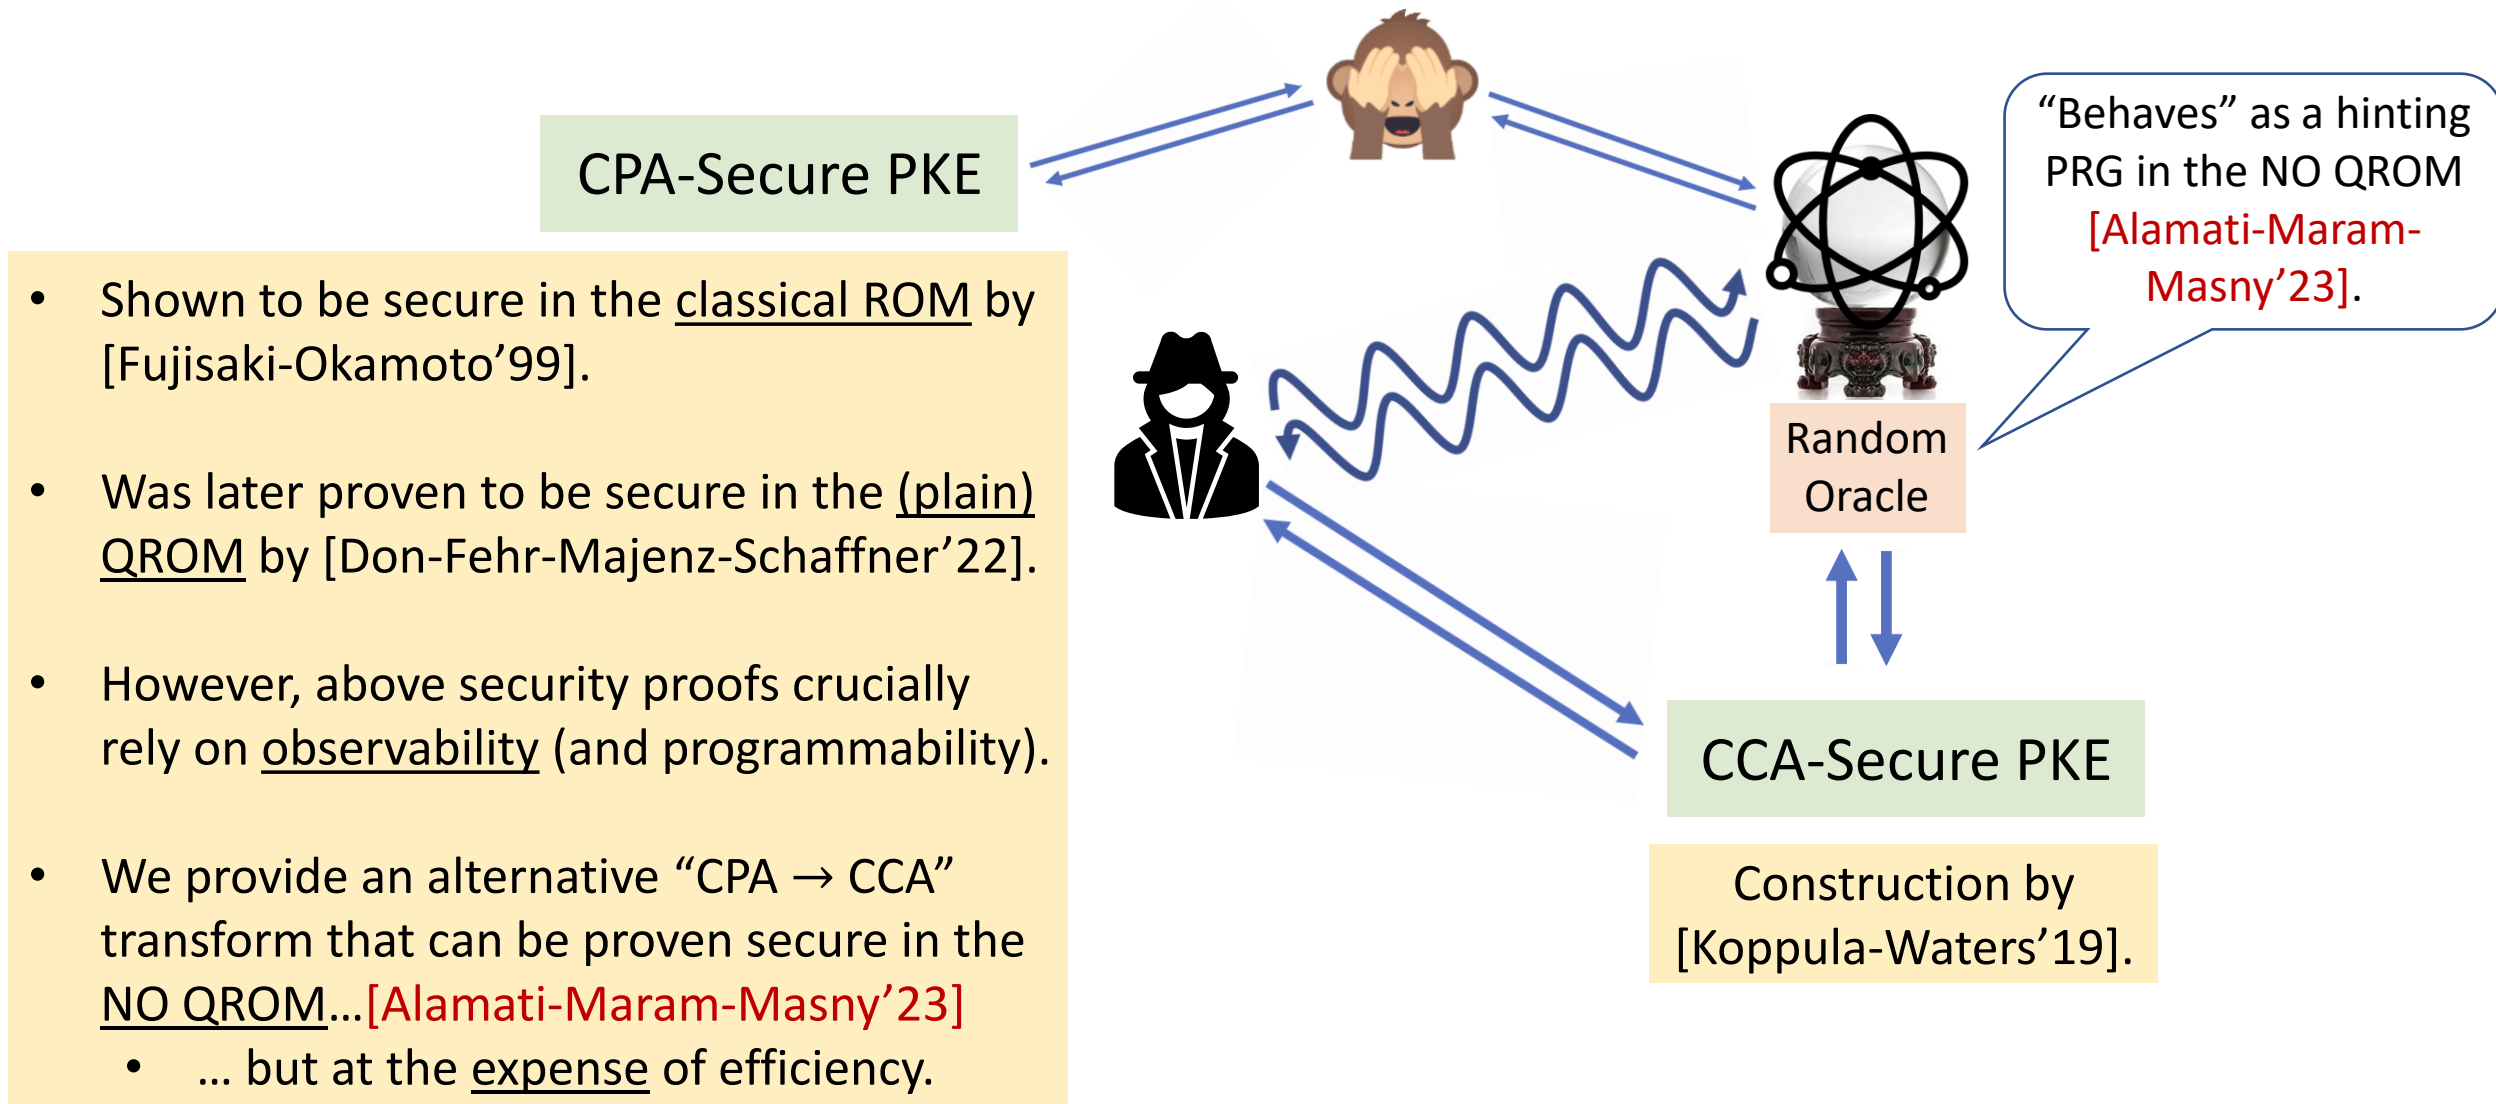 CPA-Secure PKE
• Shown to be secure in the classical ROM by
[Fujisaki-Okamoto’99].
• Was later proven to be secure in the (plain)
QROM by [Don-Fehr-Majenz-Schaffner’22].
• However, above security proofs crucially
rely on observability (and programmability).
• We provide an alternative “CPA → CCA”
transform that can be proven secure in the
NO QROM…[Alamati-Maram-Masny’23]
• … but at the expense of efficiency.
“Behaves” as a hinting
PRG in the NO QROM
[Alamati-Maram-
Masny’23].
Random
Oracle
CCA-Secure PKE
Construction by
[Koppula-Waters’19].